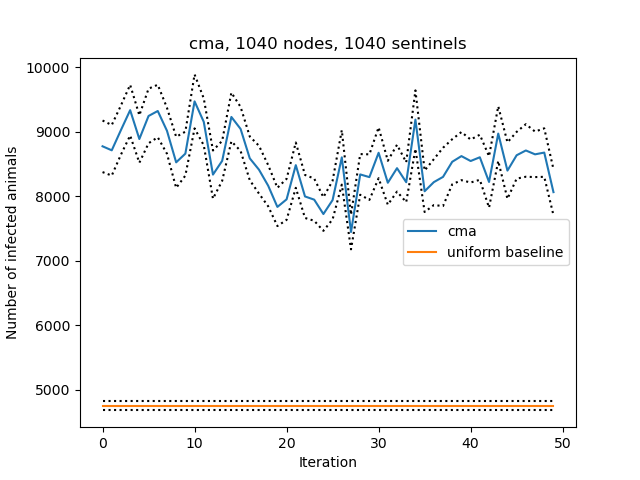 cma, 1040 nodes, 1040 sentinels
Number of infected animals
10000
9000
8000
7000
6000
5000
cma
uniform baseline
0
10
20
30
40
50
Iteration